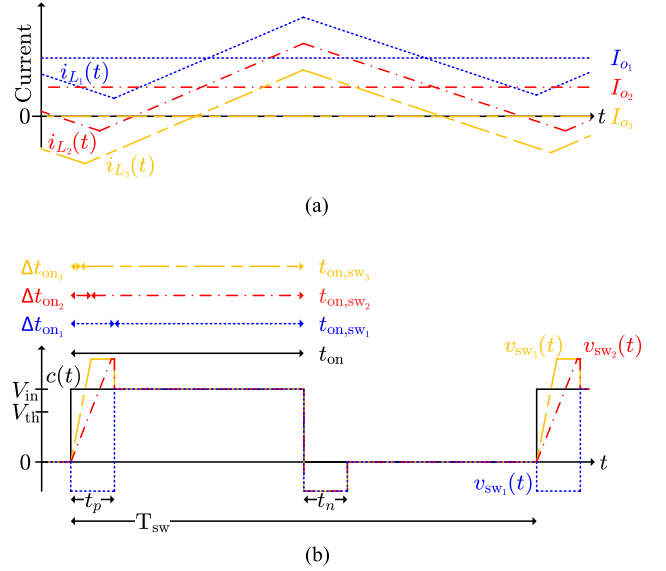 Current
i_{L_1}(t)
I_{o_1}
I_{o_2}
0
t
I_{o_3}
i_{L_2}(t)
i_{L_3}(t)
(a)
Δt_{on_3} t_{on,sw_3}
Δt_{on_2} t_{on,sw_2}
Δt_{on_1} t_{on,sw_1}
t_{on}
v_{sw_3}(t) v_{sw_2}(t)
c(t)
V_{in}
V_{th}
0
t
v_{sw_1}(t)
t_p t_n
T_{sw}
(b)